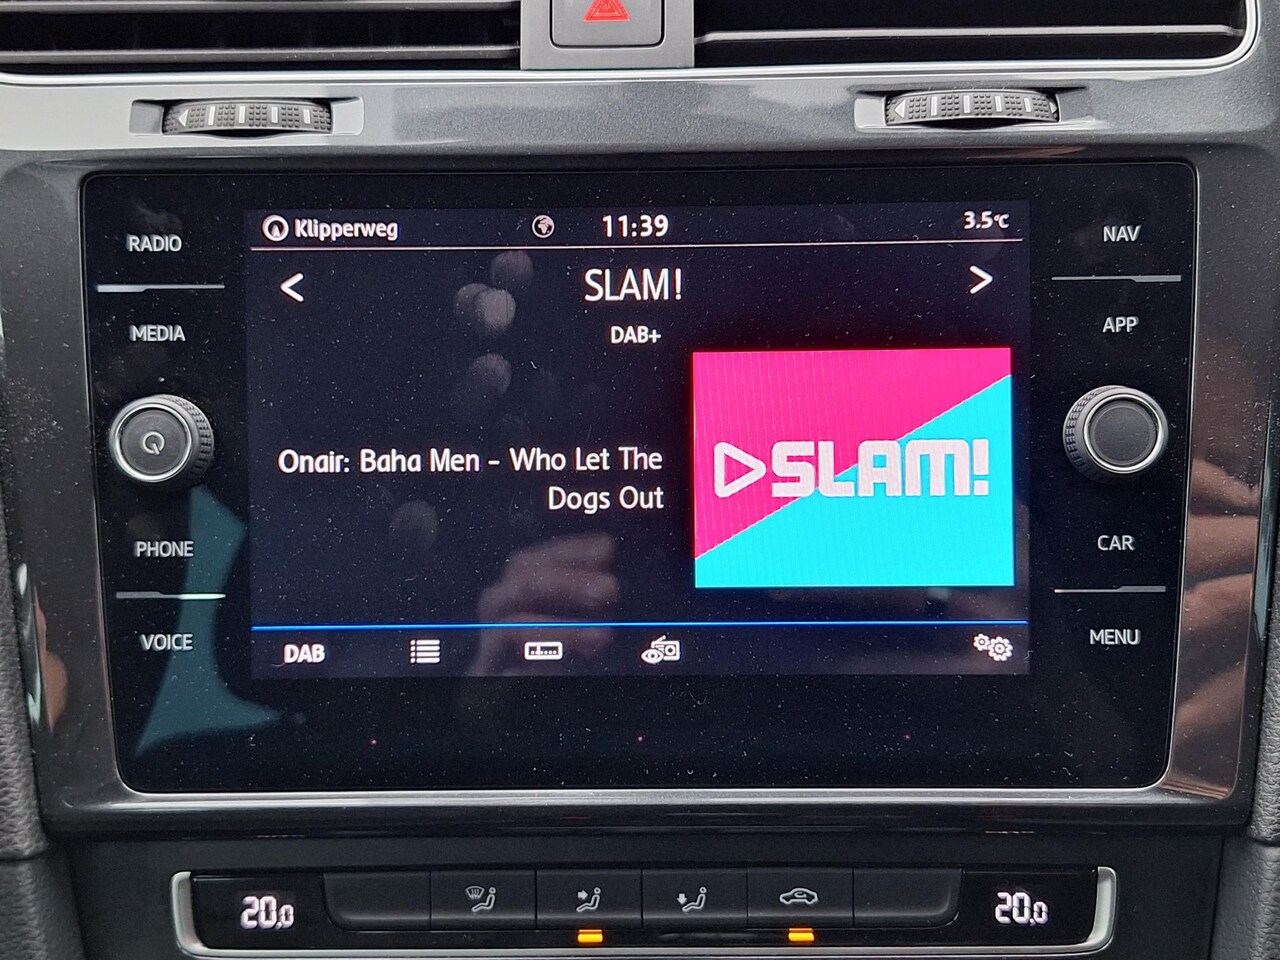 Klipperweg 11:39 3.5°C
< SLAM! >
DAB+
RADIO
MEDIA
PHONE
VOICE
Onair: Baha Men - Who Let The
Dogs Out
SLAM!
NAV
APP
CAR
MENU
DAB
20,0 20,0